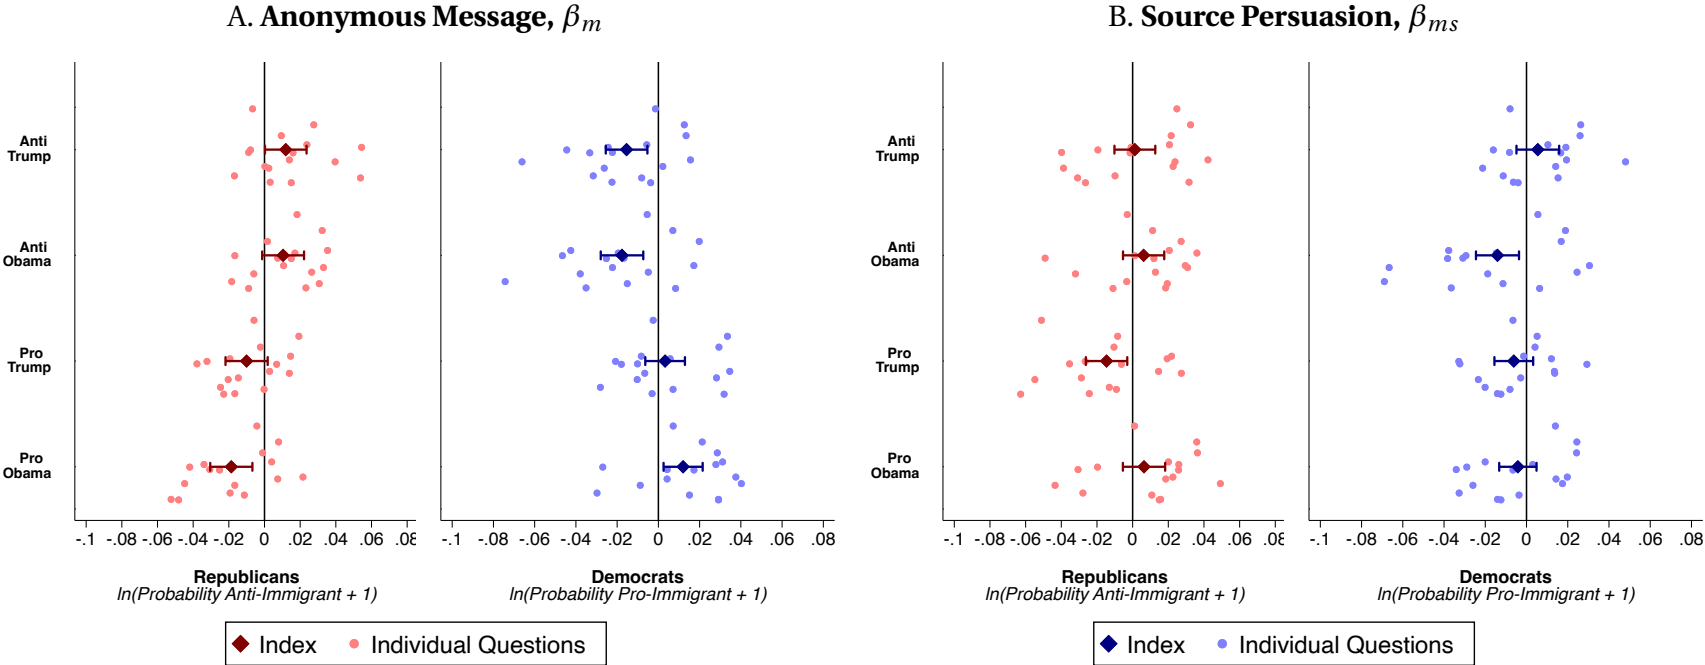 A. Anonymous Message, βm
B. Source Persuasion, βms
Anti
Trump
Anti
Obama
Pro
Trump
Pro
Obama
-.1 -.08 -.06 -.04 -.02 0 .02 .04 .06 .08
Republicans
ln(Probability Anti-Immigrant + 1)
-.1 -.08 -.06 -.04 -.02 0 .02 .04 .06 .08
Democrats
ln(Probability Pro-Immigrant + 1)
Index Individual Questions
Anti
Trump
Anti
Obama
Pro
Trump
Pro
Obama
-.1 -.08 -.06 -.04 -.02 0 .02 .04 .06 .08
Republicans
ln(Probability Anti-Immigrant + 1)
-.1 -.08 -.06 -.04 -.02 0 .02 .04 .06 .08
Democrats
ln(Probability Pro-Immigrant + 1)
Index Individual Questions